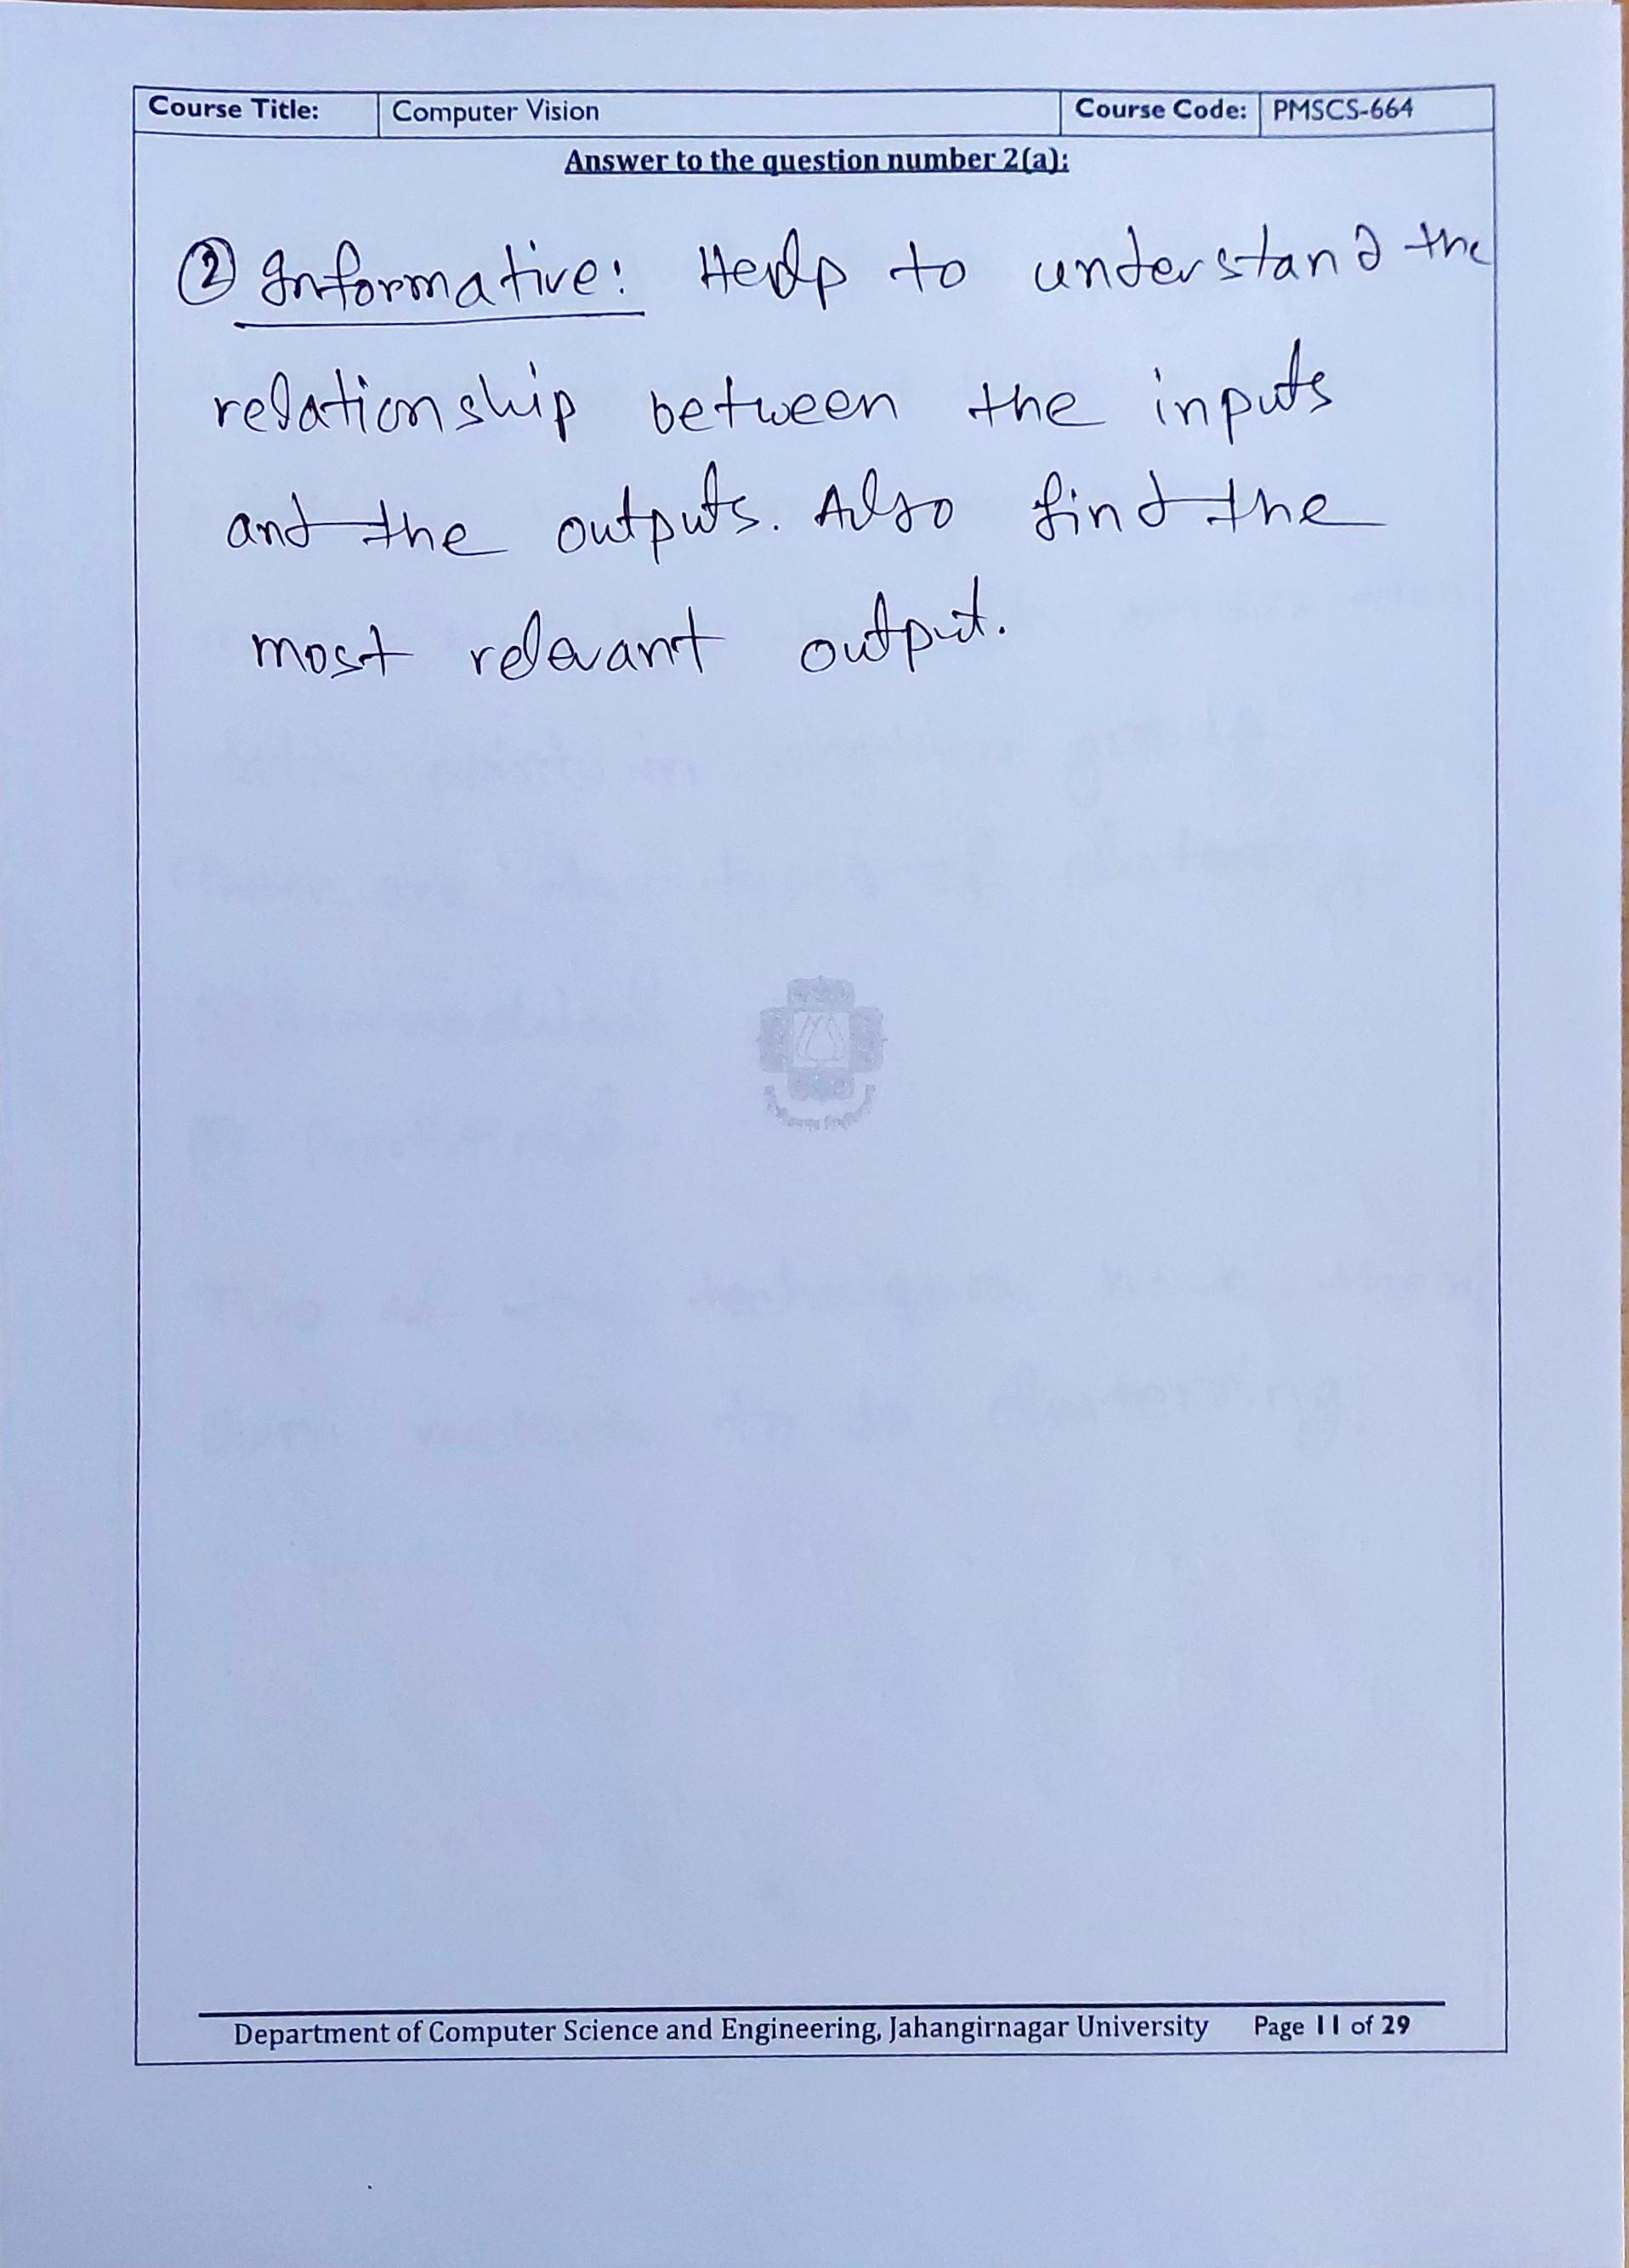 Course Title: Computer Vision Course Code: PMSCS-664
Answer to the question number 2(a):
② Informative: Help to understand the
relationship between the inputs
and the outputs. Also find the
most relevant output.
Department of Computer Science and Engineering, Jahangirnagar University Page 11 of 29